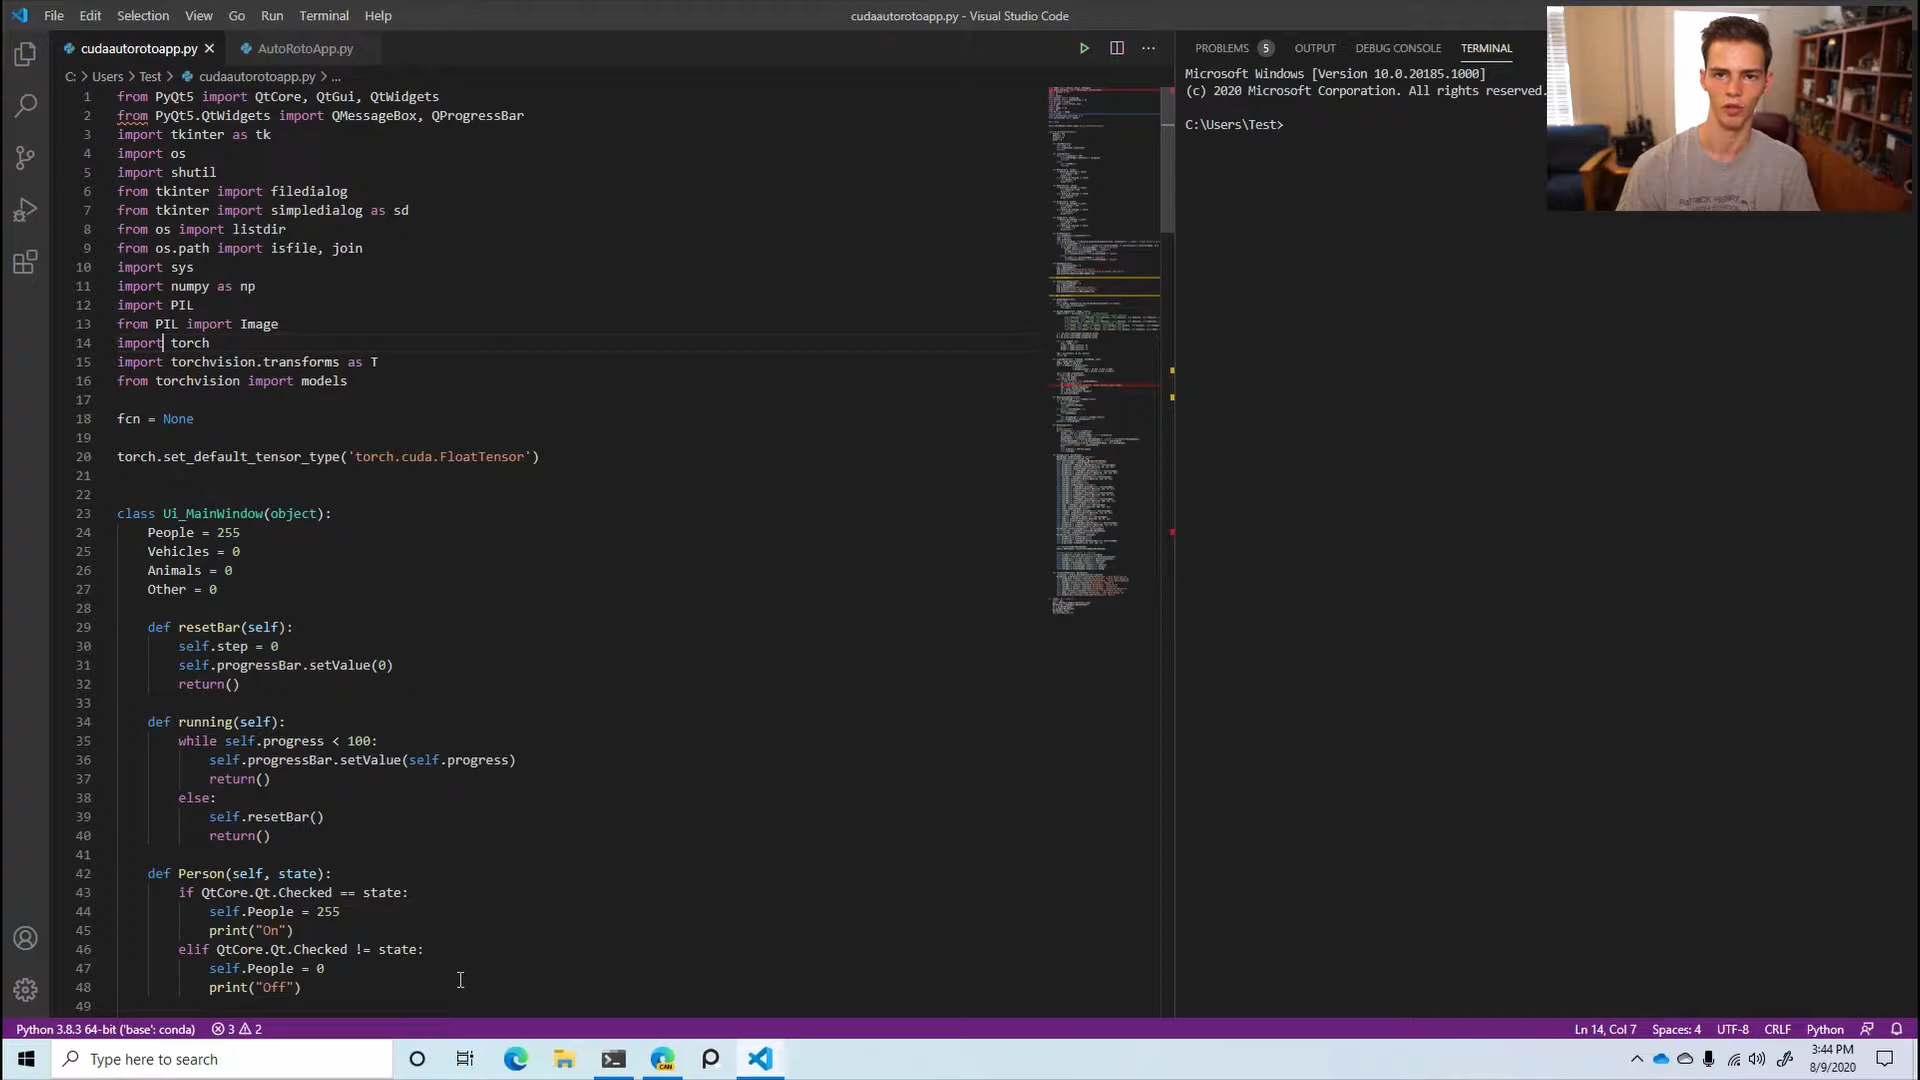 File Edit Selection View Go Run Terminal Help
cudaautorotoapp.py - Visual Studio Code
cudaautorotoapp.py
AutoRotoApp.py
C: > Users > Test > cudaautorotoapp.py > ...
1 from PyQt5 import QtCore, QtGui, QtWidgets
2 from PyQt5.QtWidgets import QMessageBox, QProgressBar
3 import tkinter as tk
4 import os
5 import shutil
6 from tkinter import filedialog
7 from tkinter import simpledialog as sd
8 from os import listdir
9 from os.path import isfile, join
10 import sys
11 import numpy as np
12 import PIL
13 from PIL import Image
14 import torch
15 import torchvision.transforms as T
16 from torchvision import models
17
18 fcn = None
19
20 torch.set_default_tensor_type('torch.cuda.FloatTensor')
21
22
23 class Ui_MainWindow(object):
24 People = 255
25 Vehicles = 0
26 Animals = 0
27 Other = 0
28
29 def resetBar(self):
30 self.step = 0
31 self.progressBar.setValue(0)
32 return()
33
34 def running(self):
35 while self.progress < 100:
36 self.progressBar.setValue(self.progress)
37 return()
38 else:
39 self.resetBar()
40 return()
41
42 def Person(self, state):
43 if QtCore.Qt.Checked == state:
44 self.People = 255
45 print("On")
46 elif QtCore.Qt.Checked != state:
47 self.People = 0
48 print("Off")
49
PROBLEMS 5 OUTPUT DEBUG CONSOLE TERMINAL
Microsoft Windows [Version 10.0.20185.1000]
(c) 2020 Microsoft Corporation. All rights reserved.
C:\Users\Test>
PATRICK HENRY
Python 3.8.3 64-bit ('base': conda) 3 2
Ln 14, Col 7 Spaces: 4 UTF-8 CRLF Python
Type here to search
CAN
3:44 PM
8/9/2020